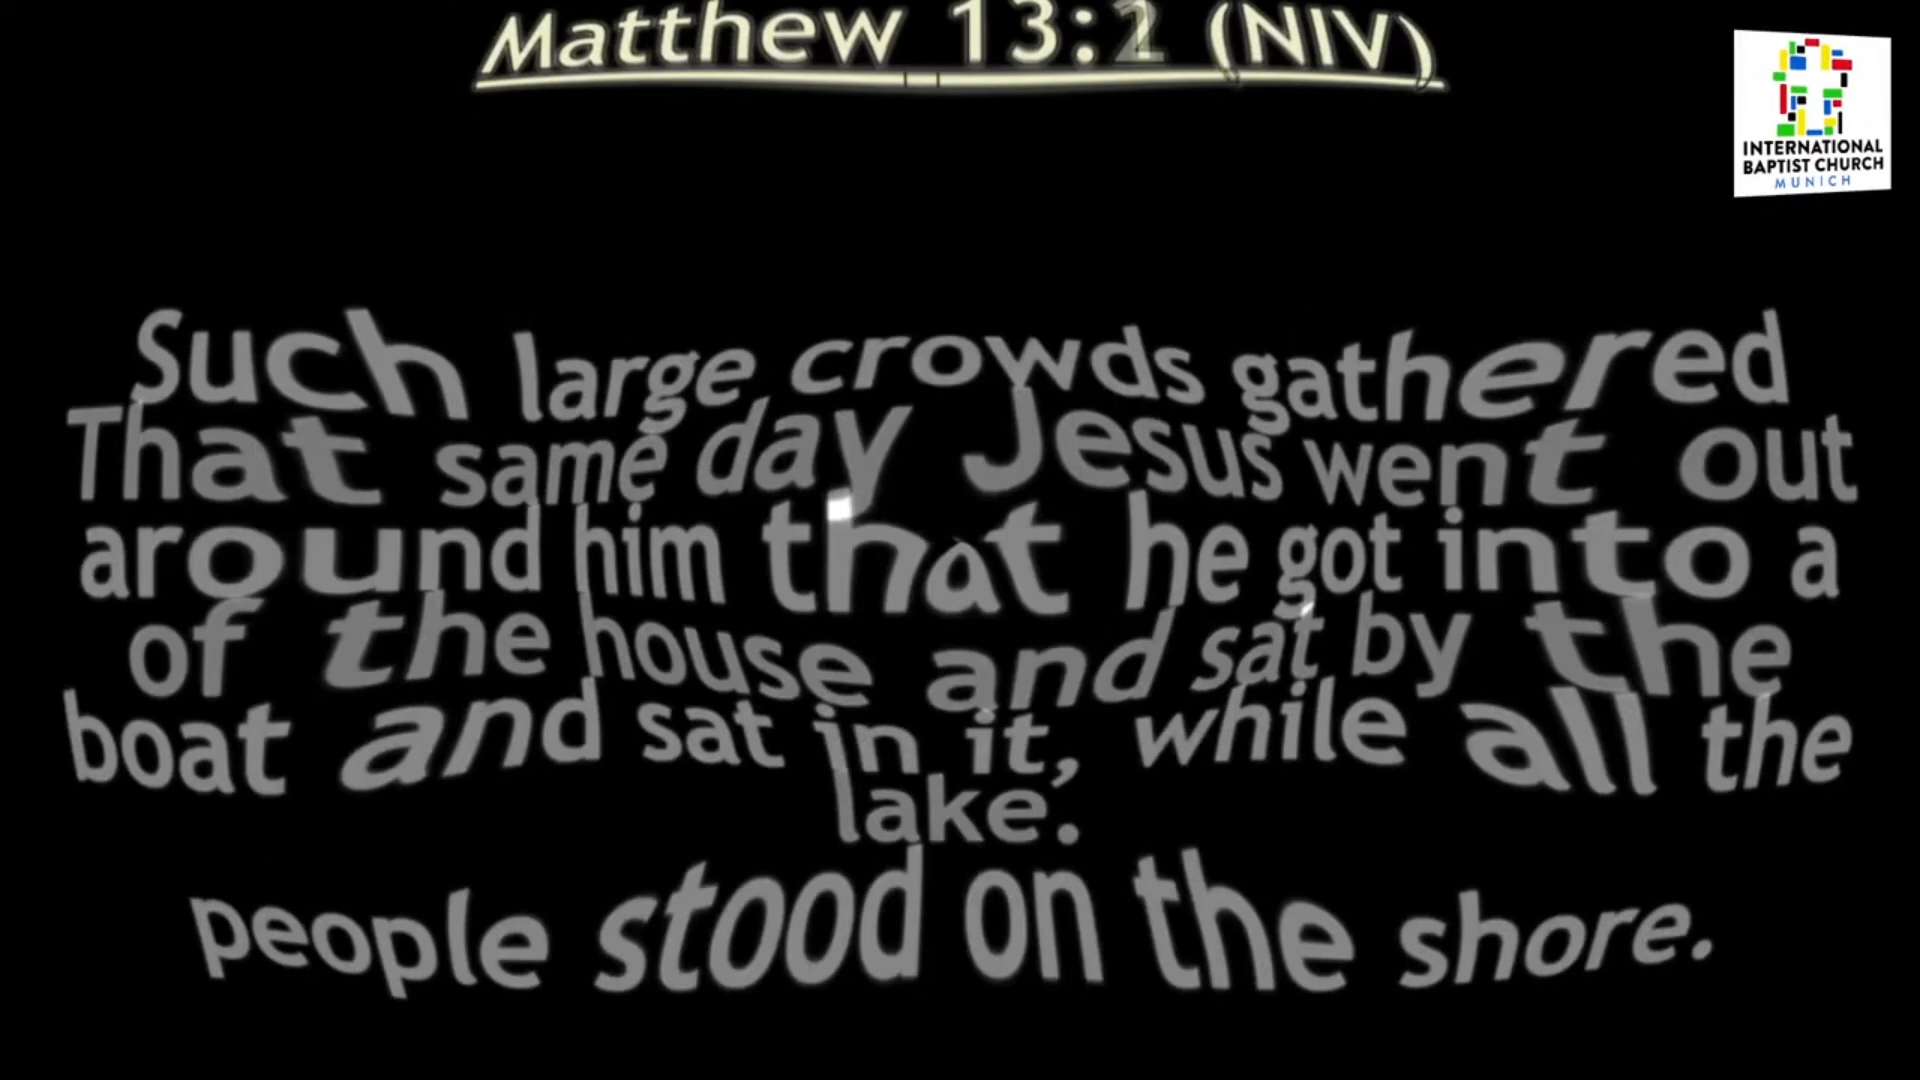 Matthew 13:2 (NIV)
INTERNATIONAL
BAPTIST CHURCH
MUNICH
Such large crowds gathered
That same day Jesus went out
around him that he got into a
of the house and sat by the
boat and sat in it, while all the
lake.
people stood on the shore.